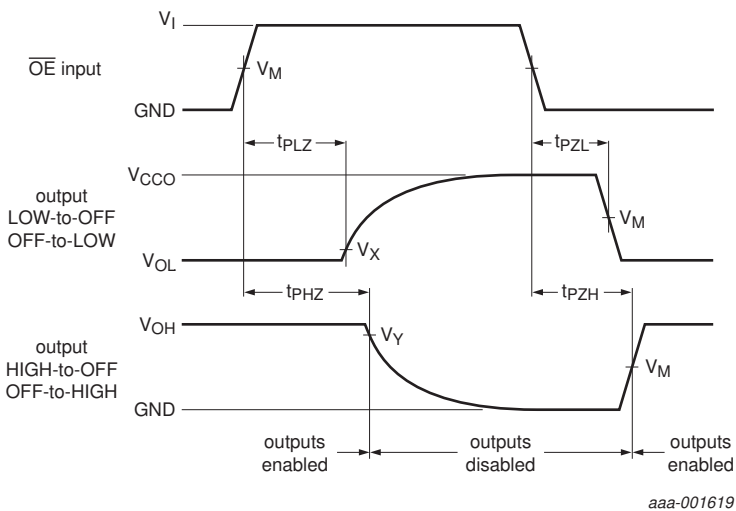 V_I
O̅E̅ input
V_M
GND
t_PLZ
t_PZL
V_CCO
output
LOW-to-OFF
OFF-to-LOW
V_M
V_X
V_OL
t_PHZ
t_PZH
V_OH
V_Y
output
HIGH-to-OFF
OFF-to-HIGH
V_M
GND
outputs
enabled
outputs
disabled
outputs
enabled
aaa-001619